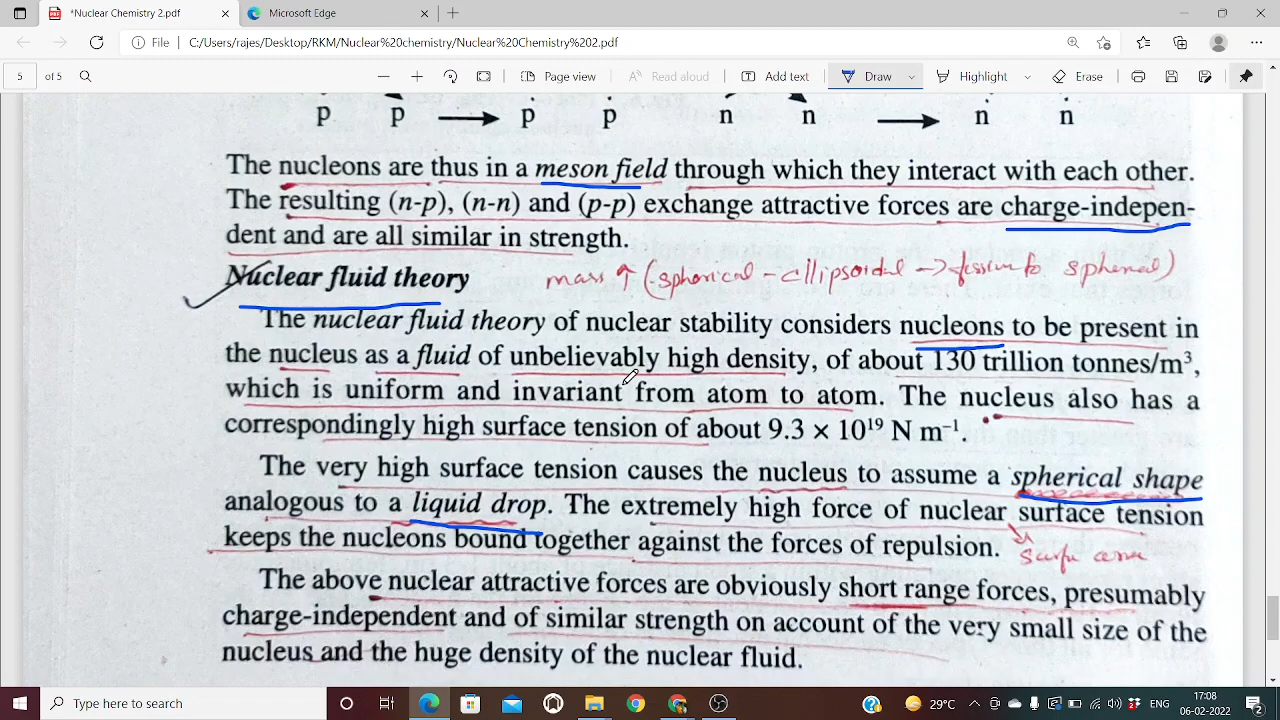 *Nuclear Chemistry 2.pdf
Microsoft Edge
File
C:/Users/rajes/Desktop/RKM/Nuclear%20chemistry/Nuclear%20Chemistry%202.pdf
5 of 5
Page view
Read aloud
Add text
Draw
Highlight
Erase
p p ⟶ p p n n ⟶ n n
The nucleons are thus in a meson field through which they interact with each other.
The resulting (n-p), (n-n) and (p-p) exchange attractive forces are charge-indepen-
dent and are all similar in strength.
Nuclear fluid theory
mass ↑ (spherical - ellipsoidal → fission to spherical)
The nuclear fluid theory of nuclear stability considers nucleons to be present in
the nucleus as a fluid of unbelievably high density, of about 130 trillion tonnes/m³,
which is uniform and invariant from atom to atom. The nucleus also has a
correspondingly high surface tension of about 9.3 × 10¹⁹ N m⁻¹.
The very high surface tension causes the nucleus to assume a spherical shape
analogous to a liquid drop. The extremely high force of nuclear surface tension
keeps the nucleons bound together against the forces of repulsion.
area
The above nuclear attractive forces are obviously short range forces, presumably
charge-independent and of similar strength on account of the very small size of the
nucleus and the huge density of the nuclear fluid.
Type here to search
29°C
ENG
17:08
06-02-2022
2